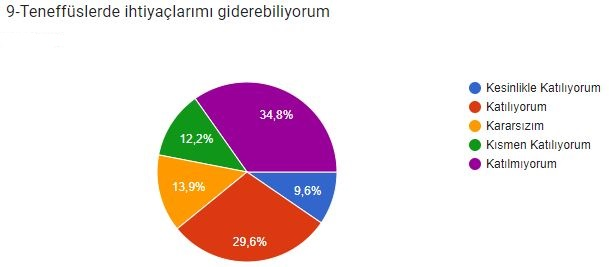 9-Teneffüslerde ihtiyaçlarımı giderebiliyorum
Kesinlikle Katılıyorum
Katılıyorum
Kararsızım
Kısmen Katılıyorum
Katılmıyorum
34,8%
12,2%
9,6%
13,9%
29,6%